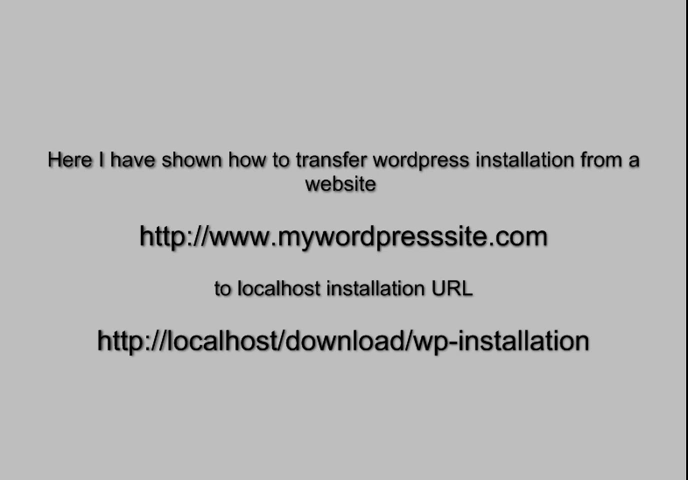 Here I have shown how to transfer wordpress installation from a
website
http://www.mywordpresssite.com
to localhost installation URL
http://localhost/download/wp-installation